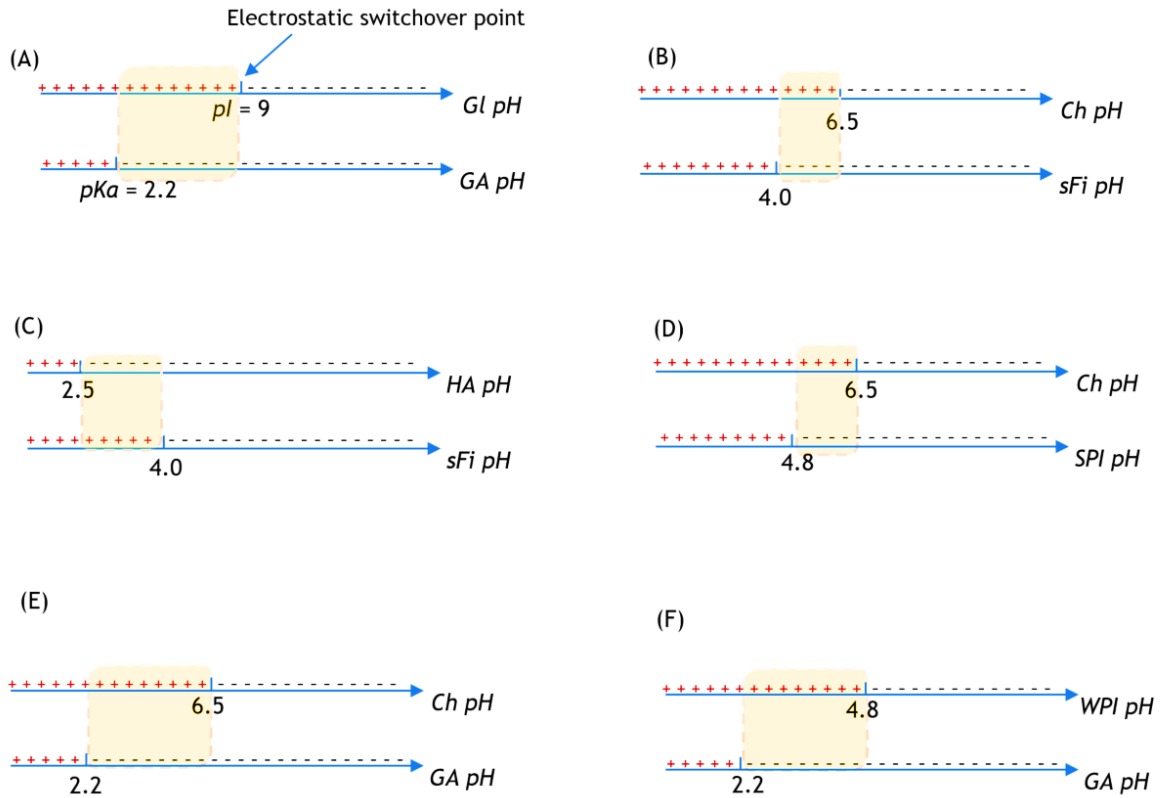 Electrostatic switchover point
(A)
+ + + + + + + + + + + + + + - - - - - - - - - - - - - - -
pI = 9
Gl pH
+ + + + + - - - - - - - - - - - - - - - - - - - - - - -
pKa = 2.2
GA pH
(B)
+ + + + + + + + + + + + + + - - - - - - - - - - - - - - -
6.5
Ch pH
+ + + + + + + + + - - - - - - - - - - - - - - - - - - -
4.0
sFi pH
(C)
+ + + + - - - - - - - - - - - - - - - - - - - - - - - -
2.5
HA pH
+ + + + + + + + + - - - - - - - - - - - - - - - - - - -
4.0
sFi pH
(D)
+ + + + + + + + + + + + + + - - - - - - - - - - - - - - -
6.5
Ch pH
+ + + + + + + + + - - - - - - - - - - - - - - - - - - -
4.8
SPI pH
(E)
+ + + + + + + + + + + + + + - - - - - - - - - - - - - - -
6.5
Ch pH
+ + + + + - - - - - - - - - - - - - - - - - - - - - - -
2.2
GA pH
(F)
+ + + + + + + + + + + + + + - - - - - - - - - - - - - - -
4.8
WPI pH
+ + + + + - - - - - - - - - - - - - - - - - - - - - - -
2.2
GA pH